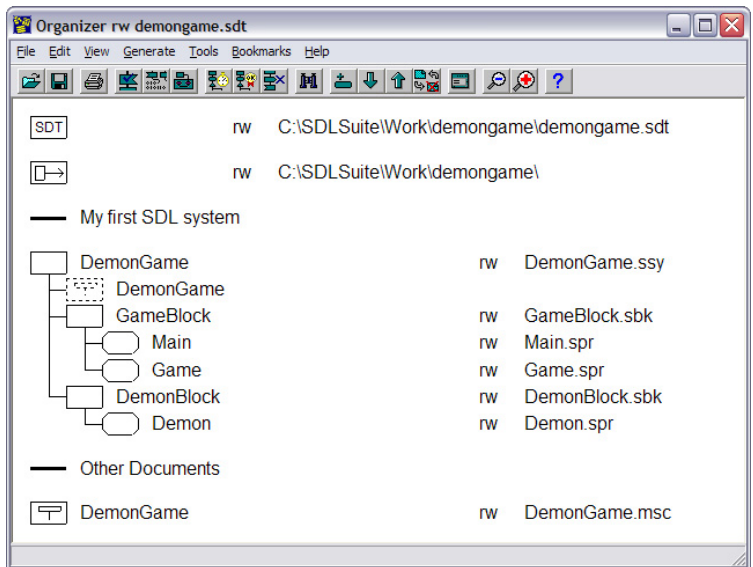 Organizer rw demongame.sdt
File Edit View Generate Tools Bookmarks Help
SDT rw C:\SDLSuite\Work\demongame\demongame.sdt
rw C:\SDLSuite\Work\demongame\
My first SDL system
DemonGame rw DemonGame.ssy
DemonGame
GameBlock rw GameBlock.sbk
Main rw Main.spr
Game rw Game.spr
DemonBlock rw DemonBlock.sbk
Demon rw Demon.spr
Other Documents
DemonGame rw DemonGame.msc